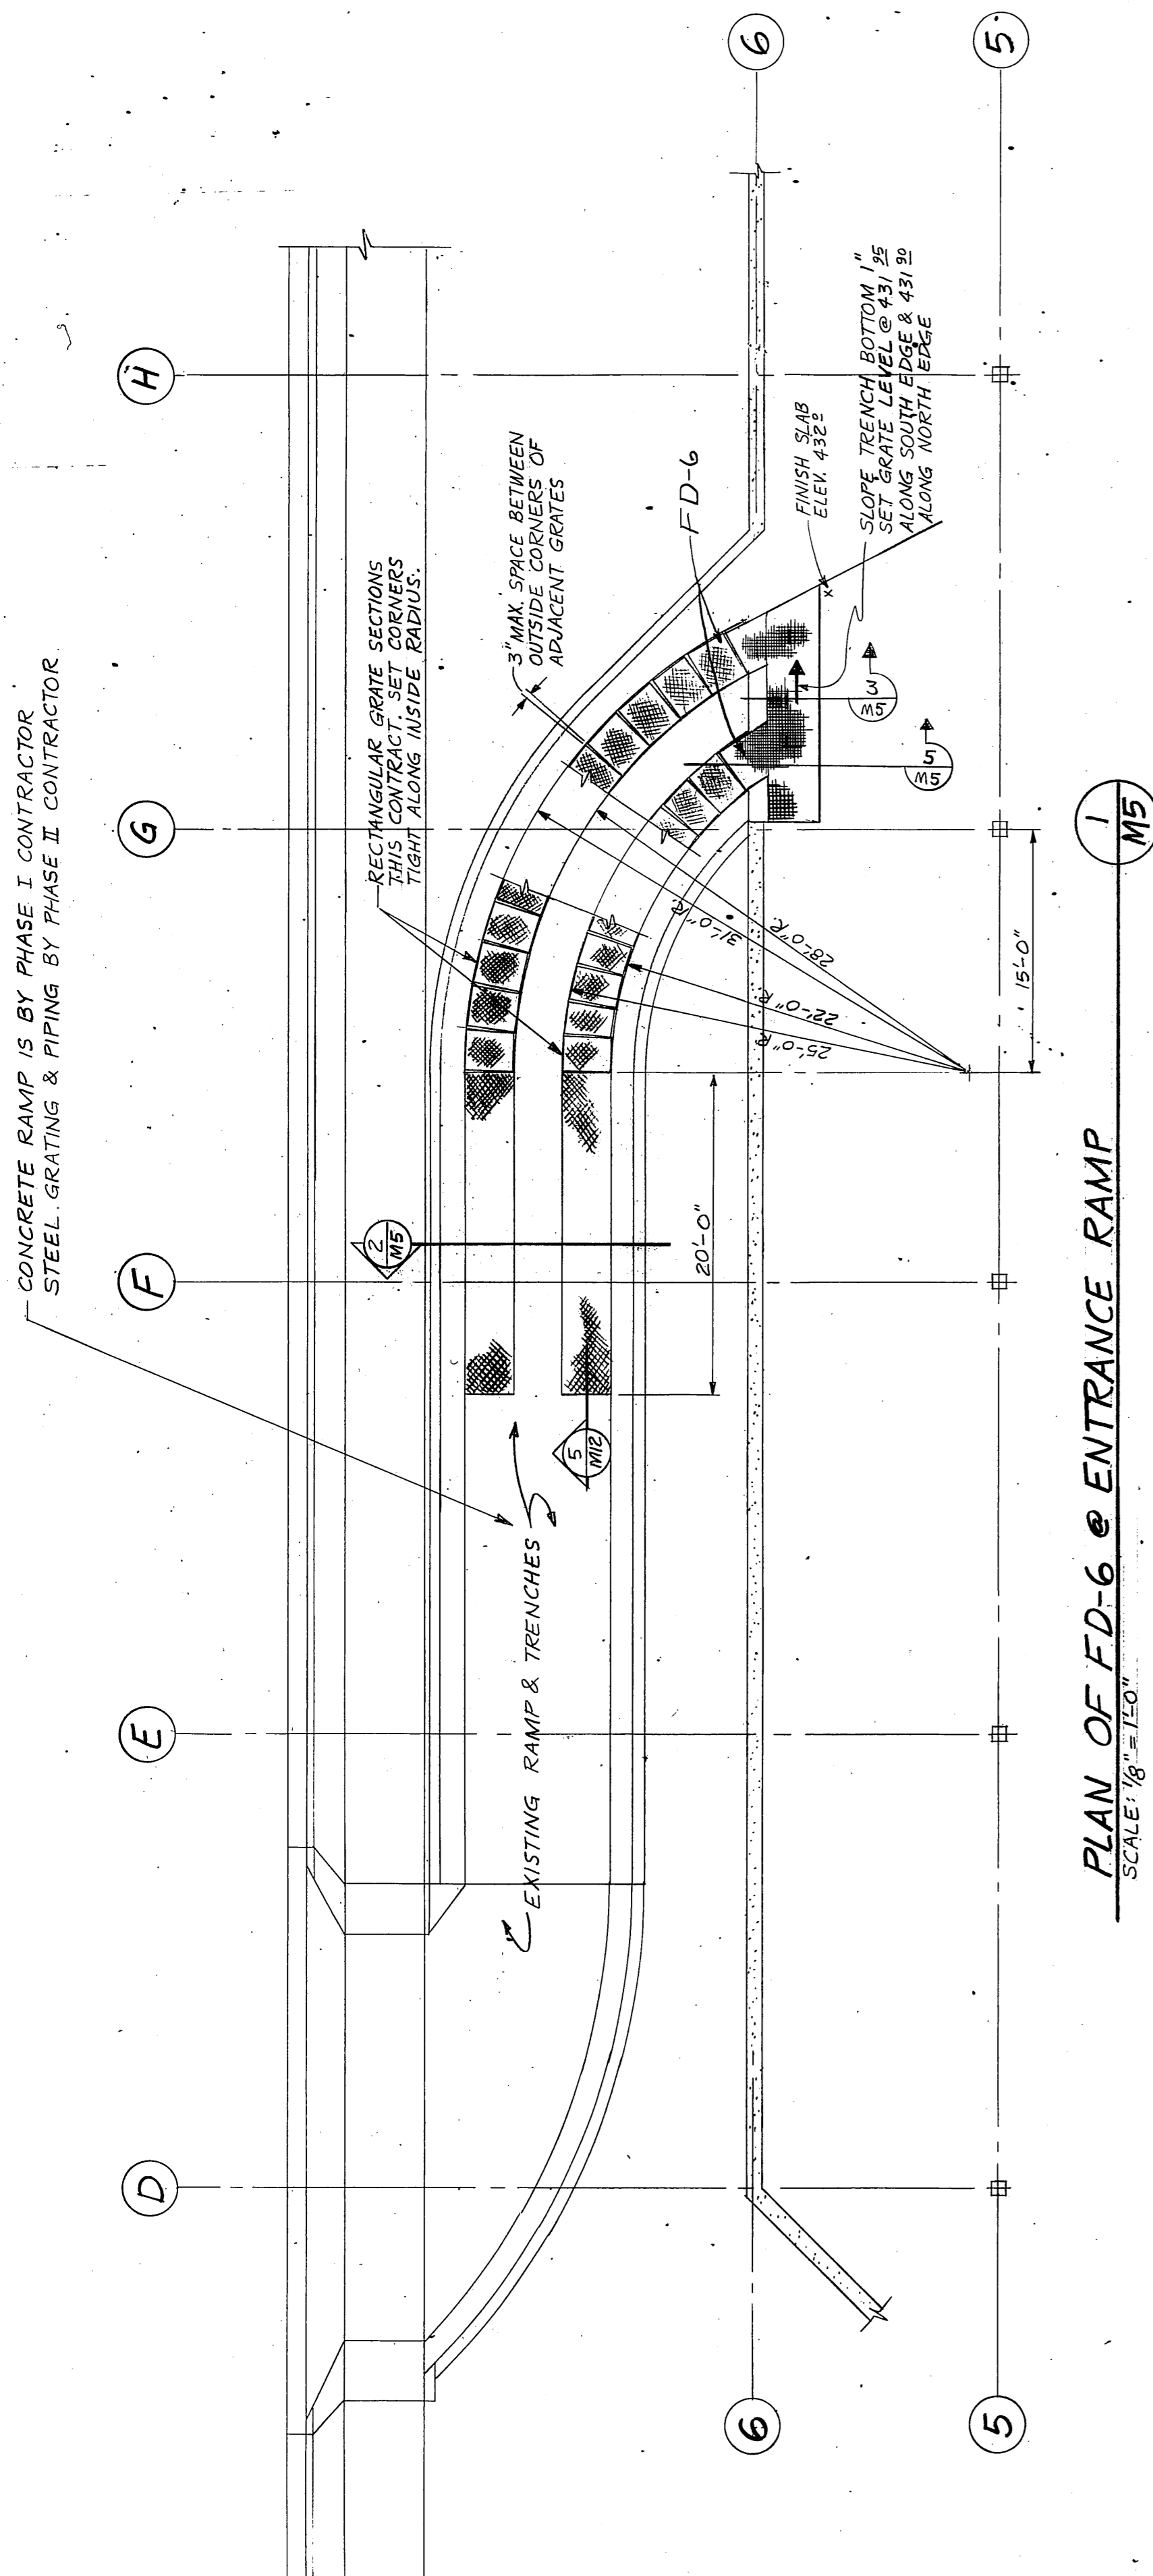 CONCRETE RAMP IS BY PHASE I CONTRACTOR
STEEL GRATING & PIPING BY PHASE II CONTRACTOR
D
E
F
G
H
RECTANGULAR GRATE SECTIONS
THIS CONTRACT. SET CORNERS
TIGHT ALONG INSIDE RADIUS.
3" MAX. SPACE BETWEEN
OUTSIDE CORNERS OF
ADJACENT GRATES
FD-6
FINISH SLAB
ELEV. 432.0
SLOPE TRENCH BOTTOM 1"
SET GRATE LEVEL @ 431.95
ALONG SOUTH EDGE & 431.90
ALONG NORTH EDGE
EXISTING RAMP & TRENCHES
2
M5
5
M12
3
M5
5
M5
20'-0"
25'-0" R.
22'-0" R.
31'-0" R.
28'-0" R.
15'-0"
6
6
5
5
PLAN OF FD-6 @ ENTRANCE RAMP
SCALE: 1/8" = 1'-0"
1
M5